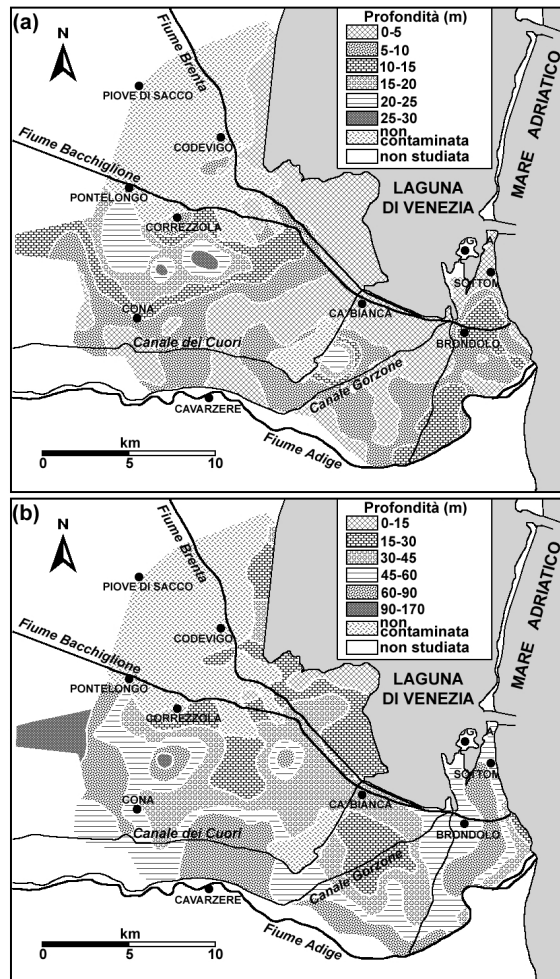 (a)
Profondità (m)
0-5
5-10
10-15
15-20
20-25
25-30
non
contaminata
non studiata
N
Fiume Brenta
PIOVE DI SACCO
CODEVIGO
Fiume Bacchiglione
PONTELONGO
CORREZZOLA
LAGUNA
DI VENEZIA
MARE ADRIATICO
SOTTOM
CONA
CA'BIANCA
BRONDOLO
Canale dei Cuori
Canale Gorzone
CAVARZERE
Fiume Adige
km
0 5 10
(b)
Profondità (m)
0-15
15-30
30-45
45-60
60-90
90-170
non
contaminata
non studiata
N
Fiume Brenta
PIOVE DI SACCO
CODEVIGO
Fiume Bacchiglione
PONTELONGO
CORREZZOLA
LAGUNA
DI VENEZIA
MARE ADRIATICO
SOTTOM
CONA
CA'BIANCA
BRONDOLO
Canale dei Cuori
Canale Gorzone
CAVARZERE
Fiume Adige
km
0 5 10